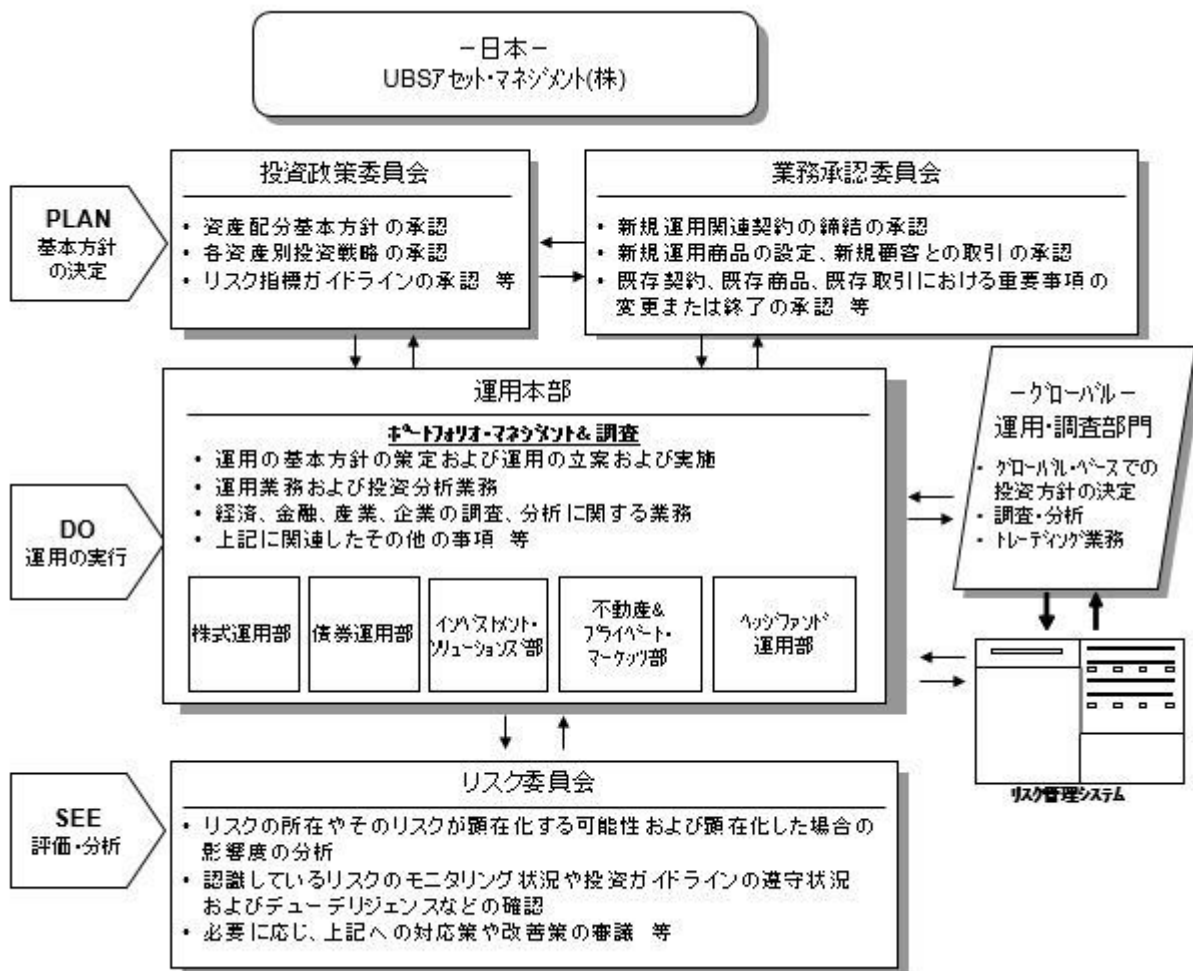 －日本－
UBSアセット・マネジメント(株)
PLAN
基本方針
の決定
投資政策委員会
• 資産配分基本方針の承認
• 各資産別投資戦略の承認
• リスク指標ガイドラインの承認 等
業務承認委員会
• 新規運用関連契約の締結の承認
• 新規運用商品の設定、新規顧客との取引の承認
• 既存契約、既存商品、既存取引における重要事項の
変更または終了の承認 等
DO
運用の実行
運用本部
ポートフォリオ・マネジメント& 調査
• 運用の基本方針の策定および運用の立案および実施
• 運用業務および投資分析業務
• 経済、金融、産業、企業の調査、分析に関する業務
• 上記に関連したその他の事項 等
株式運用部
債券運用部
インベストメント・
ソリューションズ部
不動産&
プライベート・
マーケッツ部
ヘッジファンド
運用部
－グローバル－
運用・調査部門
• グローバル・ベースでの
投資方針の決定
• 調査・分析
• トレーディング業務
リスク管理システム
SEE
評価・分析
リスク委員会
• リスクの所在やそのリスクが顕在化する可能性および顕在化した場合の
影響度の分析
• 認識しているリスクのモニタリング状況や投資ガイドラインの遵守状況
およびデューデリジェンスなどの確認
• 必要に応じ、上記への対応策や改善策の審議 等